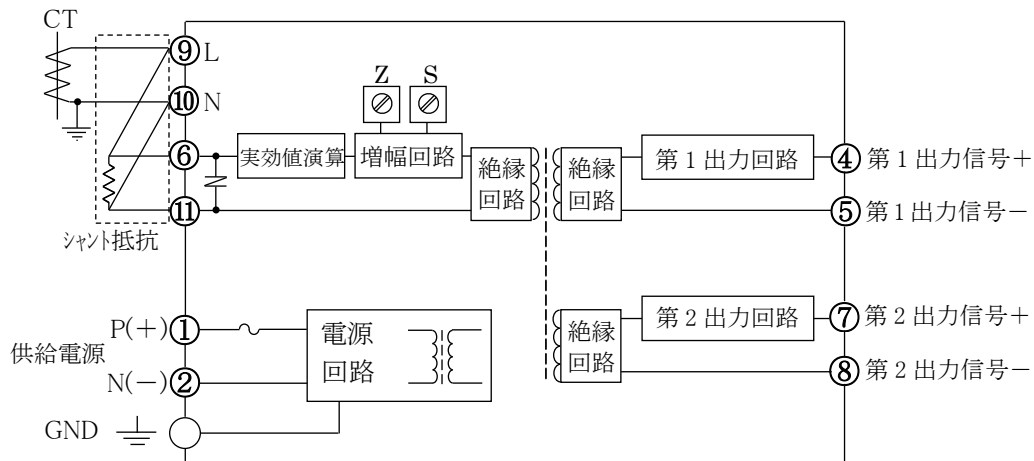 CT
⑨ L
⑩ N
Z S
⑥ 実効値演算 増幅回路 絶縁回路 絶縁回路 第1出力回路 ④ 第1出力信号＋
⑪ ⑤ 第1出力信号－
シャント抵抗
供給電源
P(＋) ① 電源回路 絶縁回路 第2出力回路 ⑦ 第2出力信号＋
N(－) ② ⑧ 第2出力信号－
GND